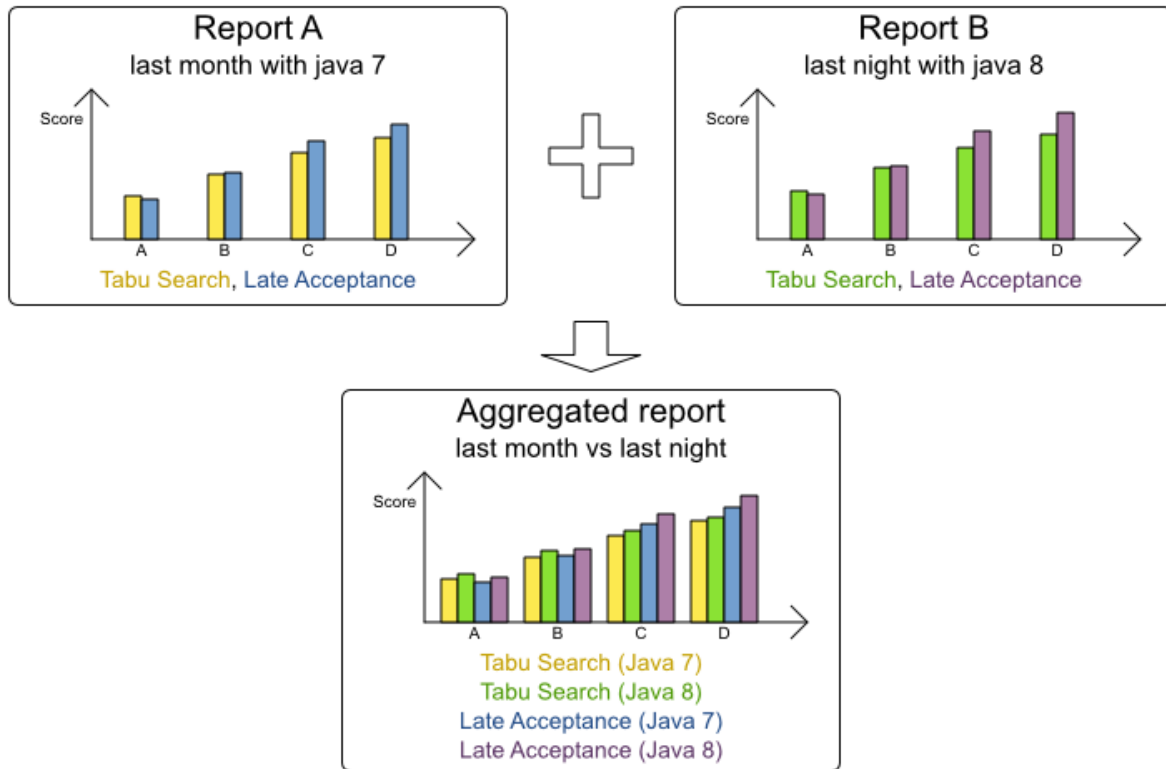 Report A
last month with java 7
Score
A B C D
Tabu Search, Late Acceptance
Report B
last night with java 8
Score
A B C D
Tabu Search, Late Acceptance
Aggregated report
last month vs last night
Score
A B C D
Tabu Search (Java 7)
Tabu Search (Java 8)
Late Acceptance (Java 7)
Late Acceptance (Java 8)